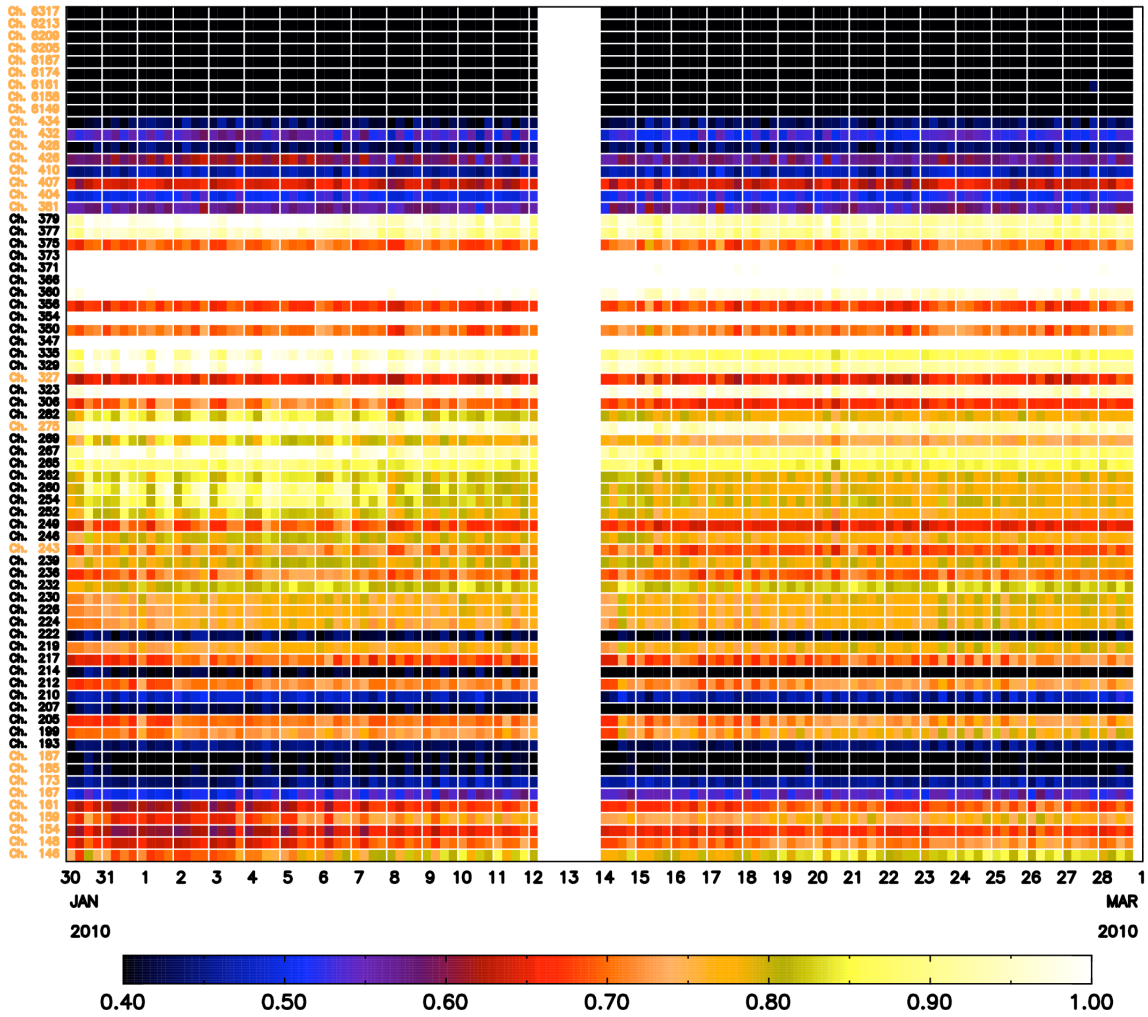 Ch. 6317
Ch. 6213
Ch. 6209
Ch. 6205
Ch. 6187
Ch. 6174
Ch. 6161
Ch. 6158
Ch. 6149
Ch. 434
Ch. 432
Ch. 428
Ch. 426
Ch. 410
Ch. 407
Ch. 404
Ch. 381
Ch. 379
Ch. 377
Ch. 375
Ch. 373
Ch. 371
Ch. 366
Ch. 360
Ch. 356
Ch. 354
Ch. 350
Ch. 347
Ch. 335
Ch. 329
Ch. 327
Ch. 323
Ch. 306
Ch. 282
Ch. 275
Ch. 269
Ch. 267
Ch. 265
Ch. 262
Ch. 260
Ch. 254
Ch. 252
Ch. 249
Ch. 246
Ch. 243
Ch. 239
Ch. 236
Ch. 232
Ch. 230
Ch. 226
Ch. 224
Ch. 222
Ch. 219
Ch. 217
Ch. 214
Ch. 212
Ch. 210
Ch. 207
Ch. 205
Ch. 199
Ch. 193
Ch. 187
Ch. 185
Ch. 173
Ch. 167
Ch. 161
Ch. 159
Ch. 154
Ch. 148
Ch. 146
30 31 1 2 3 4 5 6 7 8 9 10 11 12 13 14 15 16 17 18 19 20 21 22 23 24 25 26 27 28 1
JAN MAR
2010 2010
0.40 0.50 0.60 0.70 0.80 0.90 1.00